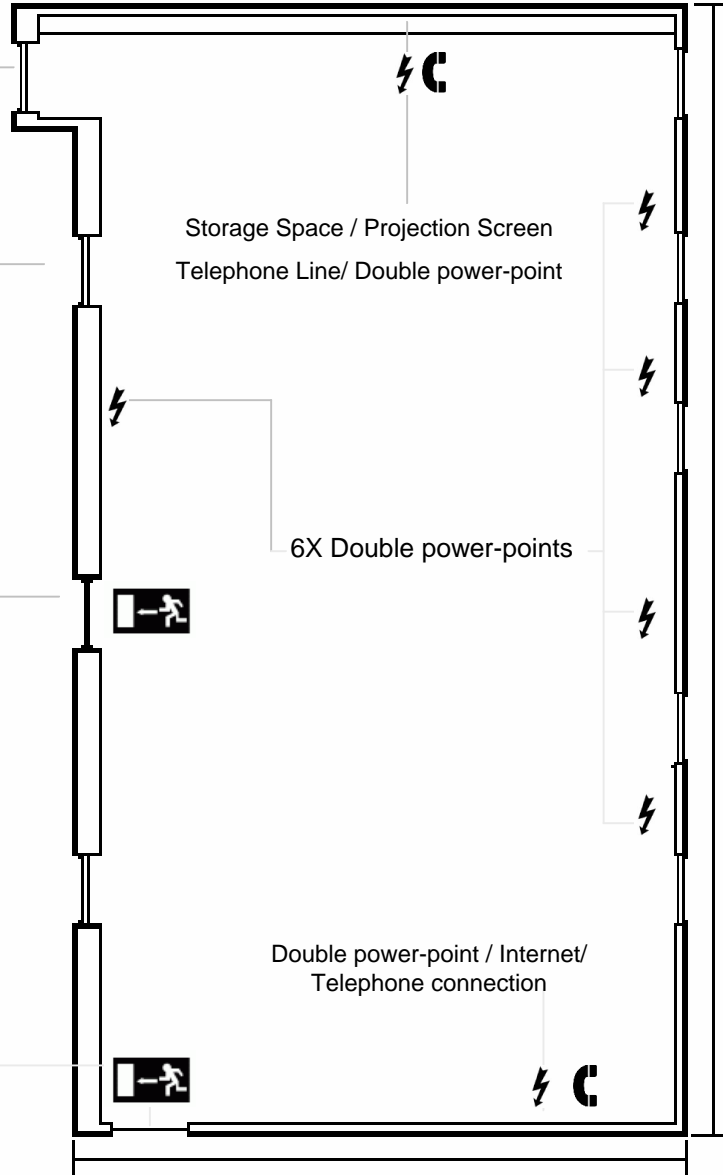 Storage Space / Projection Screen
Telephone Line/ Double power-point
6X Double power-points
Double power-point / Internet/
Telephone connection